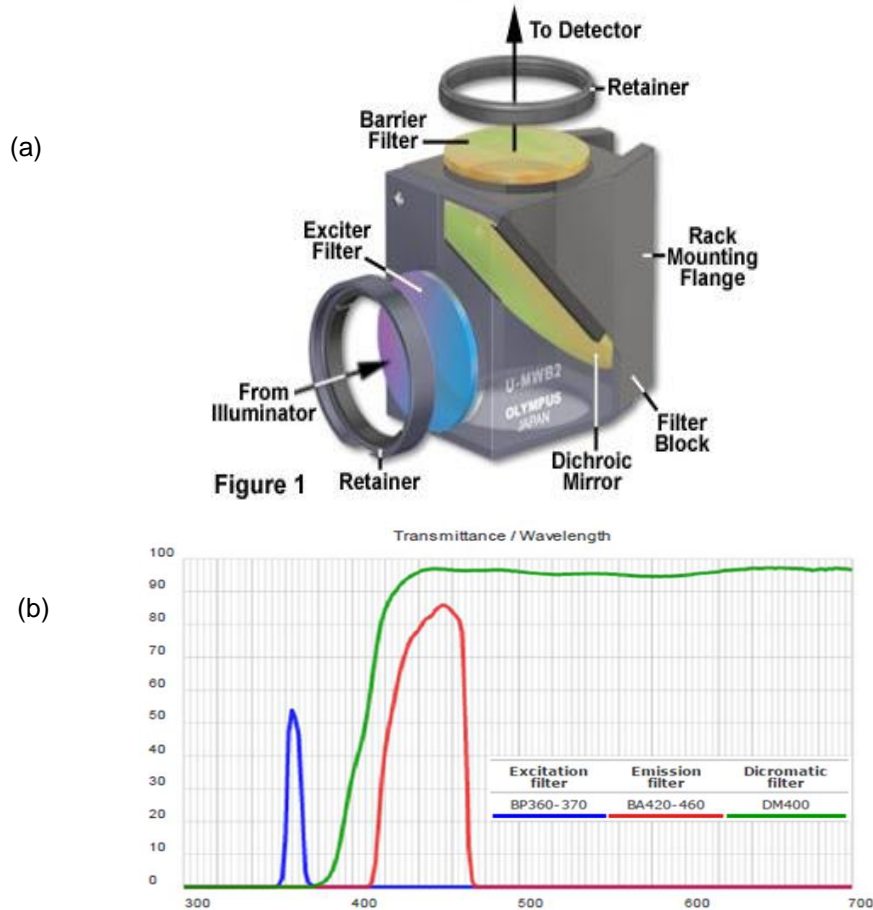 (a)
To Detector
Retainer
Barrier
Filter
Exciter
Filter
Rack
Mounting
Flange
From
Illuminator
U-MWB2
OLYMPUS
JAPAN
Filter
Block
Dichroic
Mirror
Figure 1
Retainer
(b)
Transmittance / Wavelength
100
90
80
70
60
50
40
30
20
10
0
Excitation filter Emission filter Dicromatic filter
BP360-370 BA420-460 DM400
300 400 500 600 700